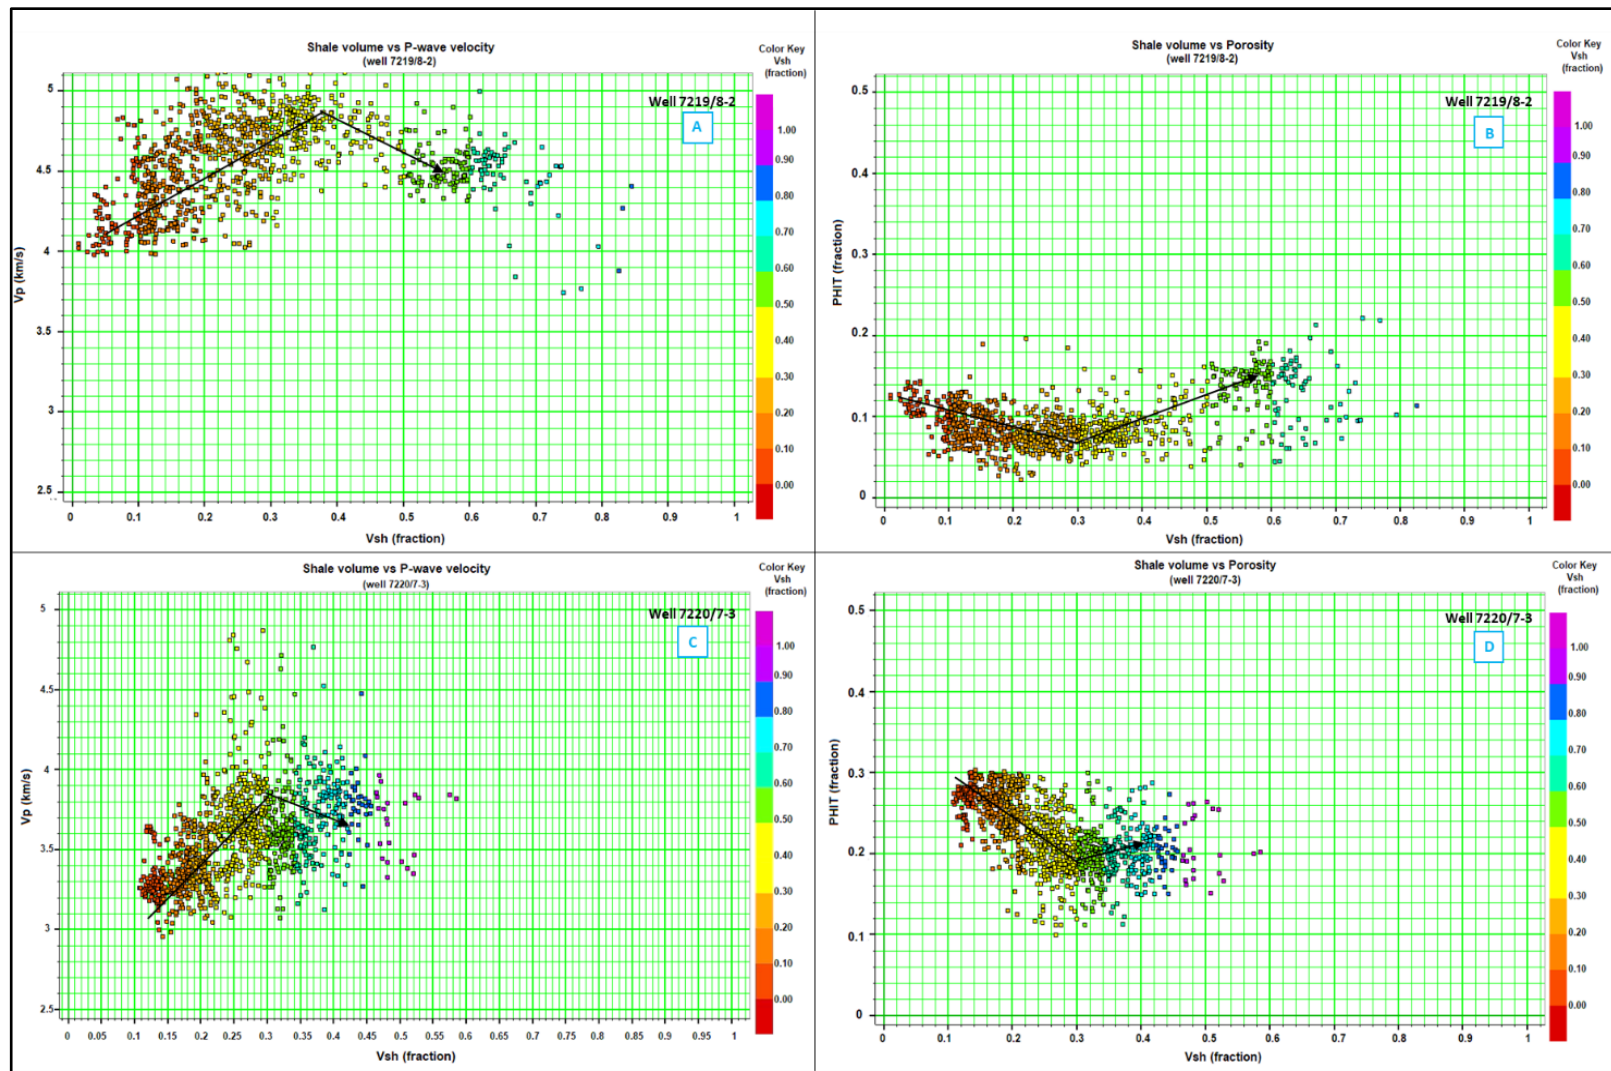 Shale volume vs P-wave velocity
(well 7219/8-2)
Color Key
Vsh
(fraction)
Well 7219/8-2
A
5
4.5
4
3.5
3
2.5
Vp (km/s)
0 0.1 0.2 0.3 0.4 0.5 0.6 0.7 0.8 0.9 1
Vsh (fraction)
1.00
0.90
0.80
0.70
0.60
0.50
0.40
0.30
0.20
0.10
0.00
Shale volume vs Porosity
(well 7219/8-2)
Color Key
Vsh
(fraction)
Well 7219/8-2
B
0.5
0.4
0.3
0.2
0.1
0
PHIT (fraction)
0 0.1 0.2 0.3 0.4 0.5 0.6 0.7 0.8 0.9 1
Vsh (fraction)
1.00
0.90
0.80
0.70
0.60
0.50
0.40
0.30
0.20
0.10
0.00
Shale volume vs P-wave velocity
(well 7220/7-3)
Color Key
Vsh
(fraction)
Well 7220/7-3
C
5
4.5
4
3.5
3
2.5
Vp (km/s)
0 0.05 0.1 0.15 0.2 0.25 0.3 0.35 0.4 0.45 0.5 0.55 0.6 0.65 0.7 0.75 0.8 0.85 0.9 0.95 1
Vsh (fraction)
1.00
0.90
0.80
0.70
0.60
0.50
0.40
0.30
0.20
0.10
0.00
Shale volume vs Porosity
(well 7220/7-3)
Color Key
Vsh
(fraction)
Well 7220/7-3
D
0.5
0.4
0.3
0.2
0.1
0
PHIT (fraction)
0 0.1 0.2 0.3 0.4 0.5 0.6 0.7 0.8 0.9 1
Vsh (fraction)
1.00
0.90
0.80
0.70
0.60
0.50
0.40
0.30
0.20
0.10
0.00